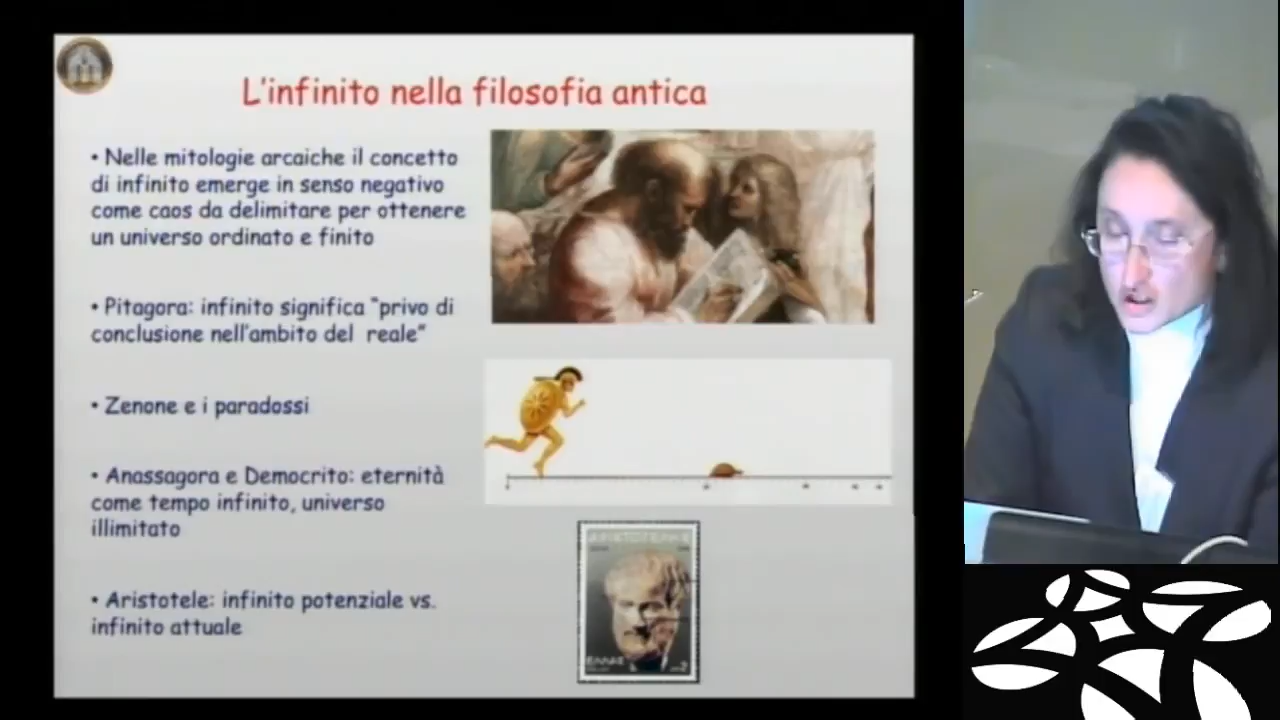 L'infinito nella filosofia antica
• Nelle mitologie arcaiche il concetto
di infinito emerge in senso negativo
come caos da delimitare per ottenere
un universo ordinato e finito
• Pitagora: infinito significa "privo di
conclusione nell'ambito del reale"
• Zenone e i paradossi
• Anassagora e Democrito: eternità
come tempo infinito, universo
illimitato
• Aristotele: infinito potenziale vs.
infinito attuale